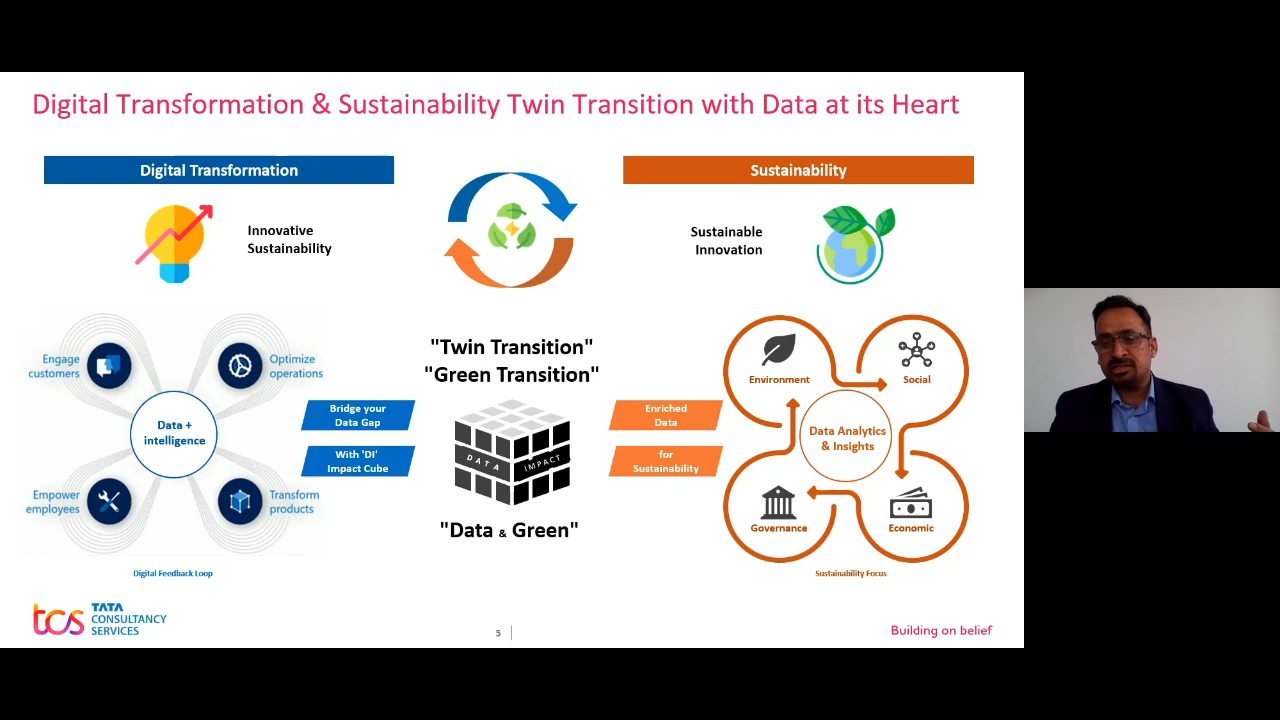 Digital Transformation & Sustainability Twin Transition with Data at its Heart
Digital Transformation
Sustainability
Innovative
Sustainability
Sustainable
Innovation
Engage
customers
Optimize
operations
Data +
intelligence
Empower
employees
Transform
products
Digital Feedback Loop
Bridge your
Data Gap
With 'DI'
Impact Cube
"Twin Transition"
"Green Transition"
DATA
IMPACT
"Data & Green"
Enriched
Data
for
Sustainability
Environment
Social
Data Analytics
& Insights
Governance
Economic
Sustainability Focus
tcs
TATA
CONSULTANCY
SERVICES
5
Building on belief